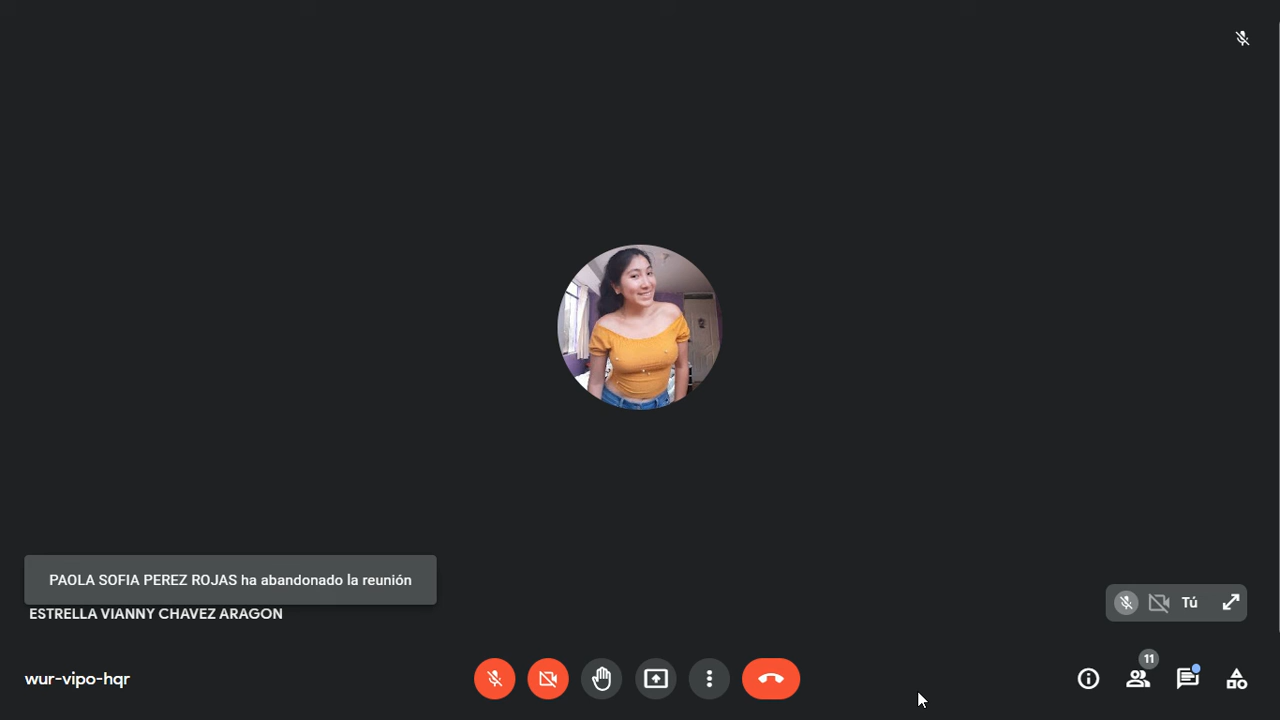 PAOLA SOFIA PEREZ ROJAS ha abandonado la reunión
ESTRELLA VIANNY CHAVEZ ARAGON
Tú
wur-vipo-hqr
11